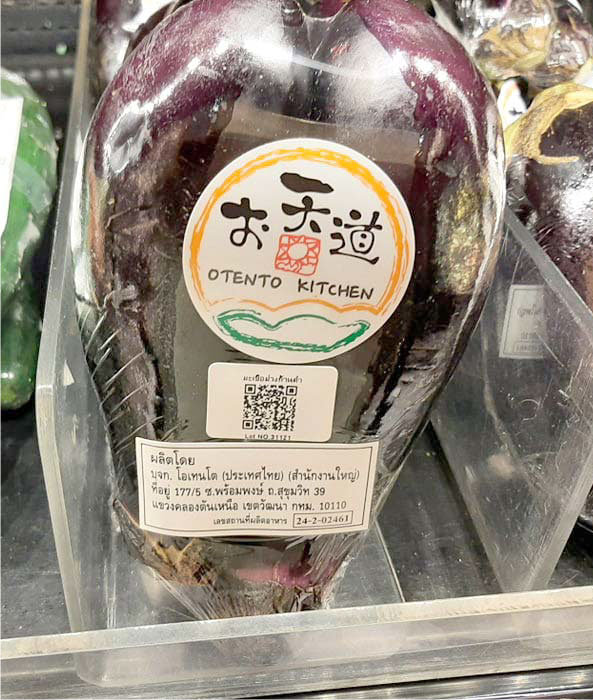 お天道
OTENTO KITCHEN
มะเขือม่วงก้านดำ
Lot NO.31121
ผลิตโดย
บจก. โอเทนโต (ประเทศไทย) (สำนักงานใหญ่)
ที่อยู่ 177/5 ซ.พร้อมพงษ์ ถ.สุขุมวิท 39
แขวงคลองตันเหนือ เขตวัฒนา กทม. 10110
เลขสถานที่ผลิตอาหาร 24-2-02461